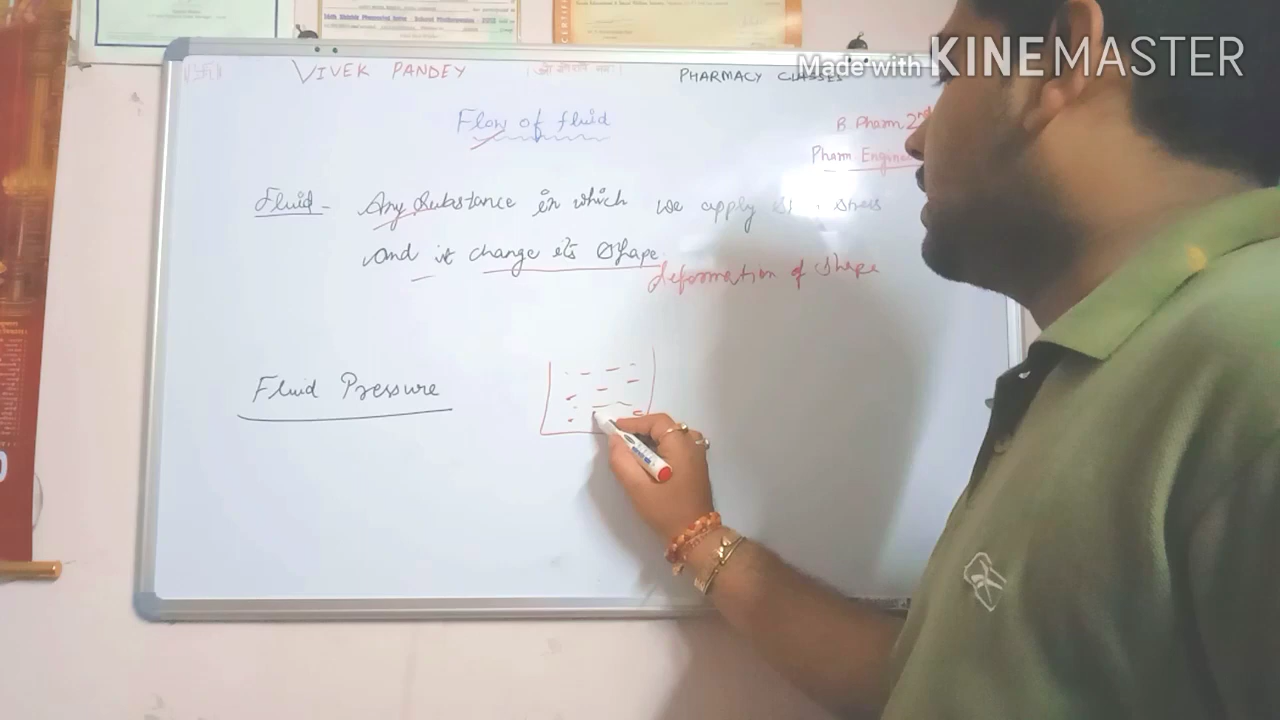 Made with KINEMASTER
VIVEK PANDEY
PHARMACY CLASSES
Flow of fluid
B Pharm 2nd
Pharm Engine
Fluid - Any Substance in which we apply stress
And it change its Shape
deformation of shape
Fluid Pressure